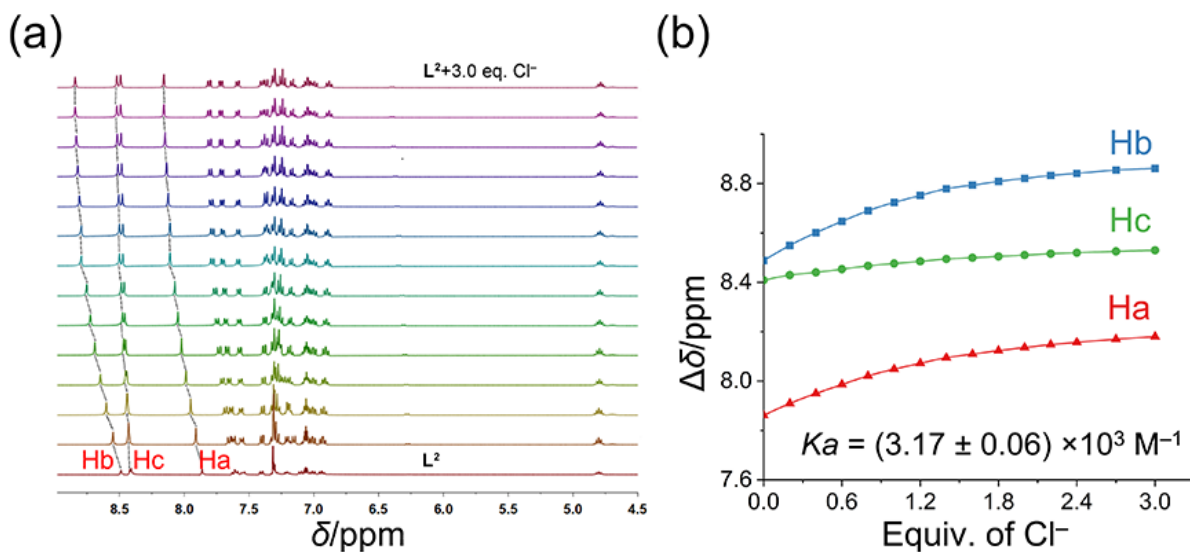 (a)
L²+3.0 eq. Cl⁻
Hb Hc Ha
L²
8.5 8.0 7.5 7.0 6.5 6.0 5.5 5.0 4.5
δ/ppm
(b)
Δδ/ppm
8.8
8.4
8.0
7.6
Hb
Hc
Ha
Ka = (3.17 ± 0.06) ×10³ M⁻¹
0.0 0.6 1.2 1.8 2.4 3.0
Equiv. of Cl⁻